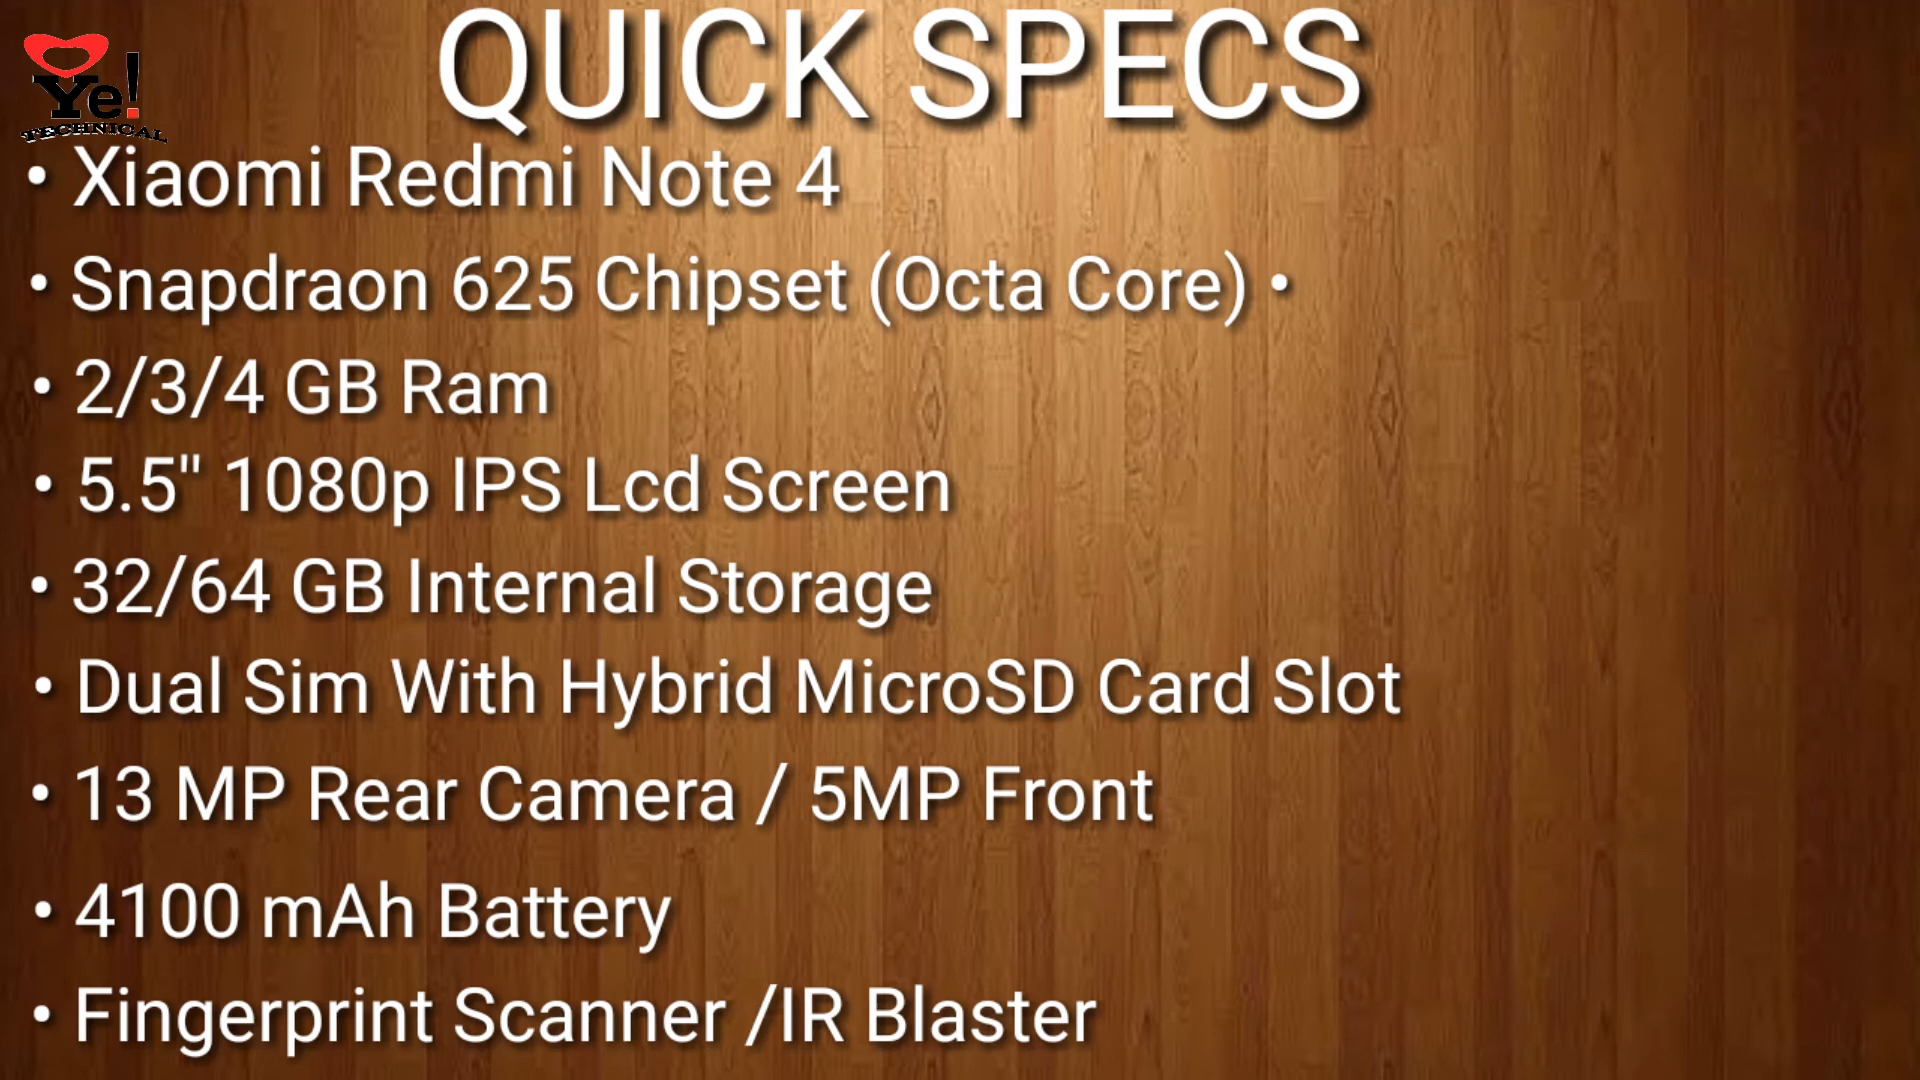 QUICK SPECS
Ye!
TECHNICAL
• Xiaomi Redmi Note 4
• Snapdraon 625 Chipset (Octa Core) •
• 2/3/4 GB Ram
• 5.5" 1080p IPS Lcd Screen
• 32/64 GB Internal Storage
• Dual Sim With Hybrid MicroSD Card Slot
• 13 MP Rear Camera / 5MP Front
• 4100 mAh Battery
• Fingerprint Scanner /IR Blaster